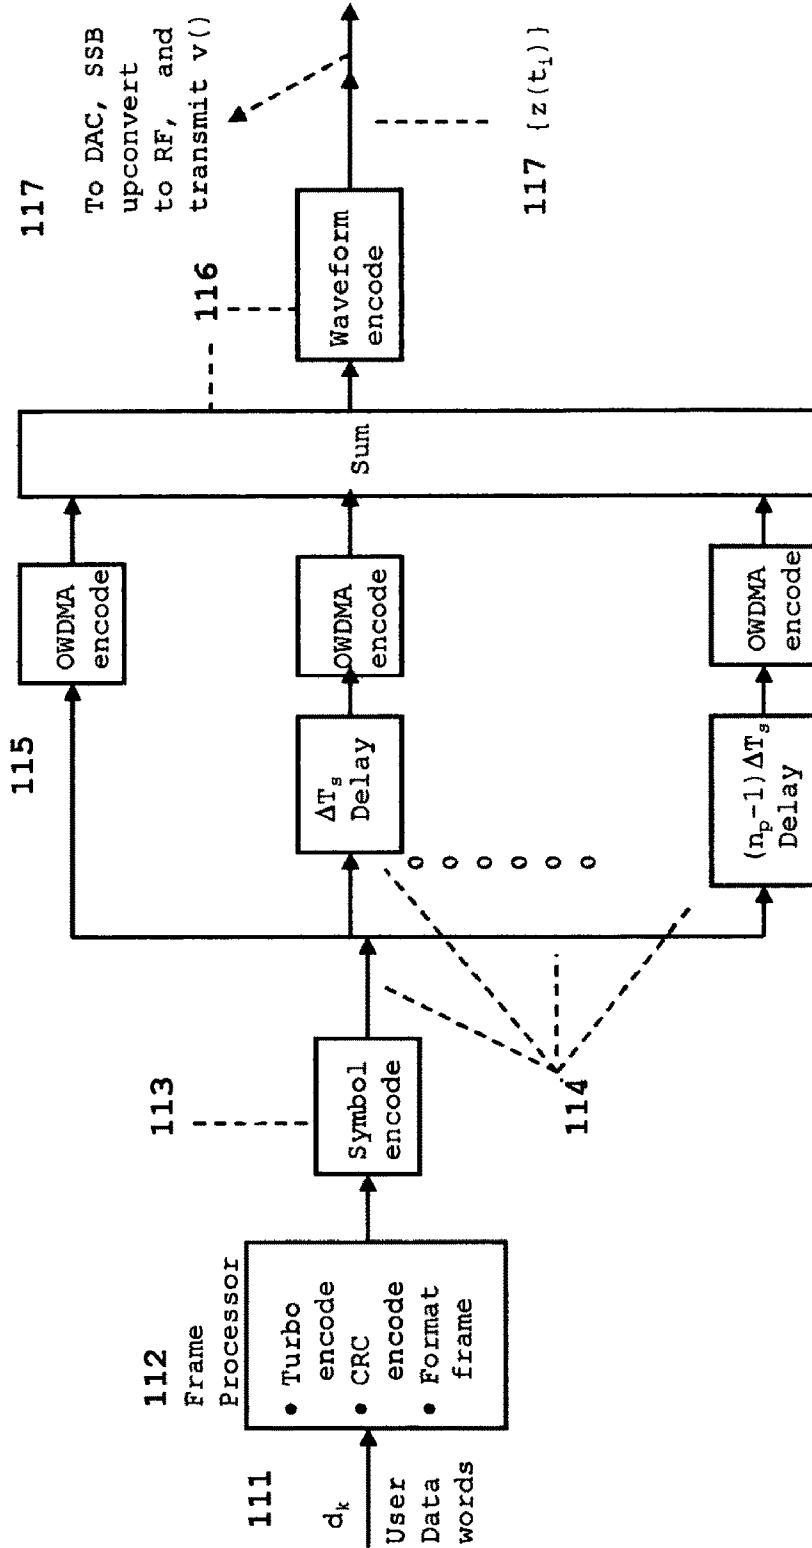 111
d_k
User
Data
words
112
Frame
Processor
• Turbo
encode
• CRC
encode
• Format
frame
113
Symbol
encode
114
115
OWDMA
encode
ΔT_s
Delay
OWDMA
encode
o o o o o o
(n_p-1)ΔT_s
Delay
OWDMA
encode
Sum
116
Waveform
encode
117
To DAC, SSB
upconvert
to RF, and
transmit v()
117 {z(t_i)}